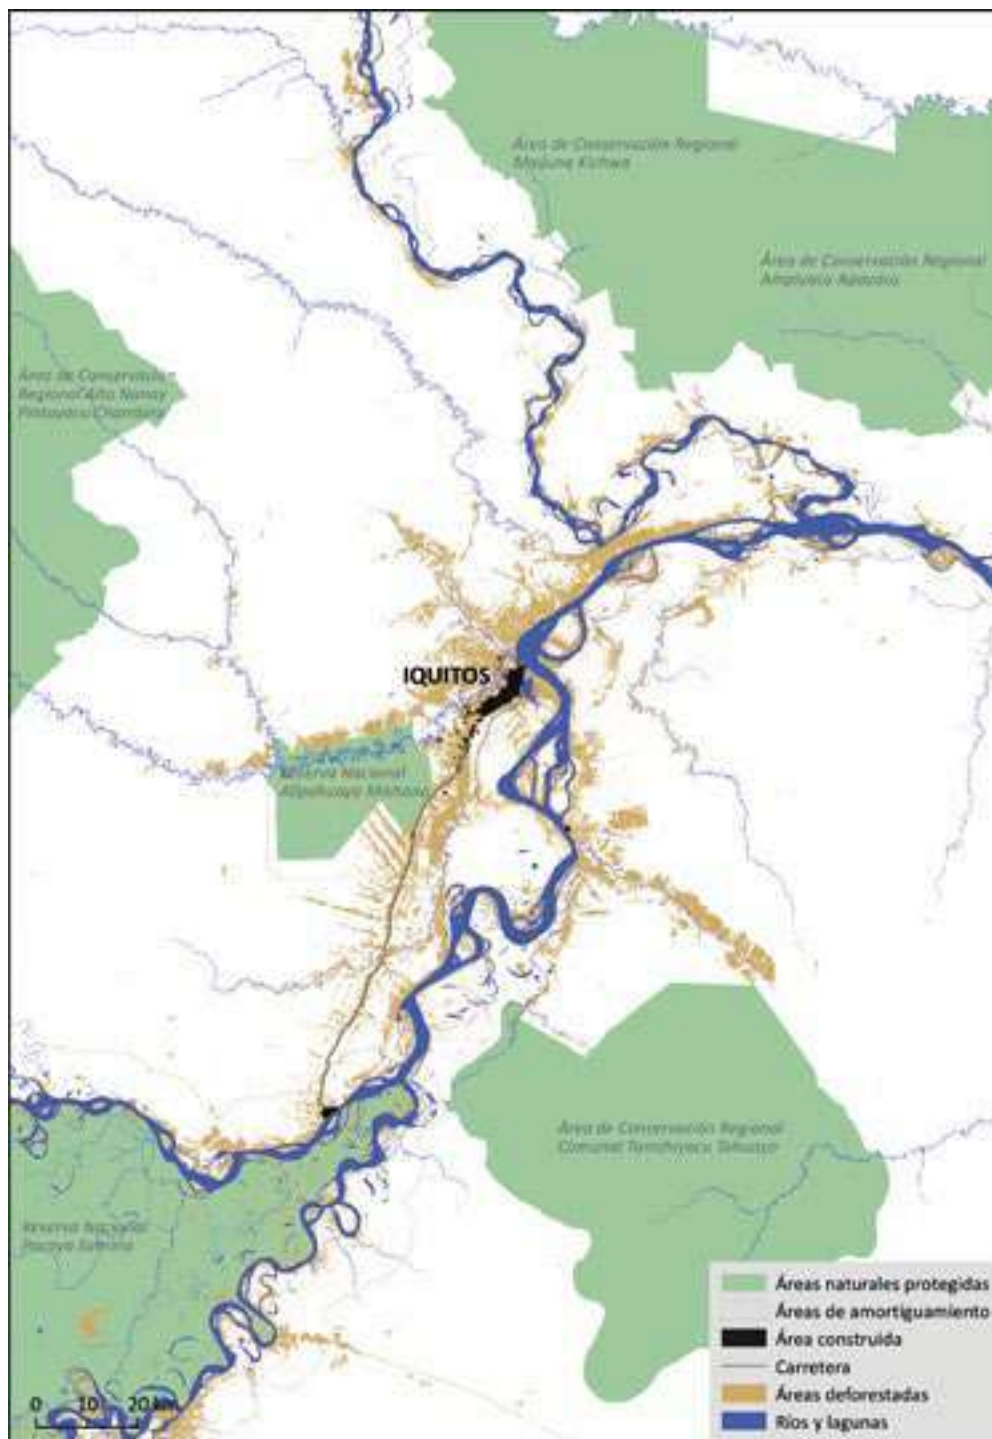 Área de Conservación Regional
Maijuna Kichwa
Área de Conservación Regional
Ampiyacu Apayacu
Área de Conservación
Regional Alto Nanay
Pintuyacu Chambira
IQUITOS
Reserva Nacional
Allpahuayo Mishana
Área de Conservación Regional
Comunal Tamshiyacu Tahuayo
Reserva Nacional
Pacaya Samiria
Áreas naturales protegidas
Áreas de amortiguamiento
Área construida
Carretera
Áreas deforestadas
Ríos y lagunas
0 10 20 km